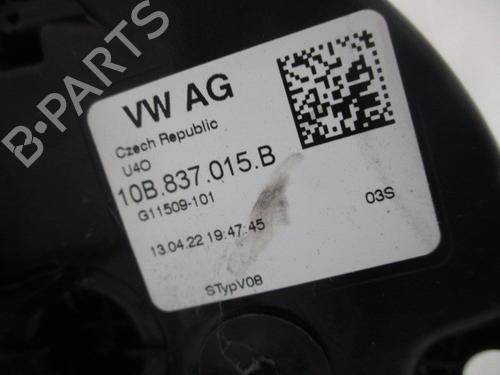 B-PARTS
VW AG
Czech Republic
U4O
10B.837.015.B
G11509-101
13.04.22 19:47:45
03S
STypV08